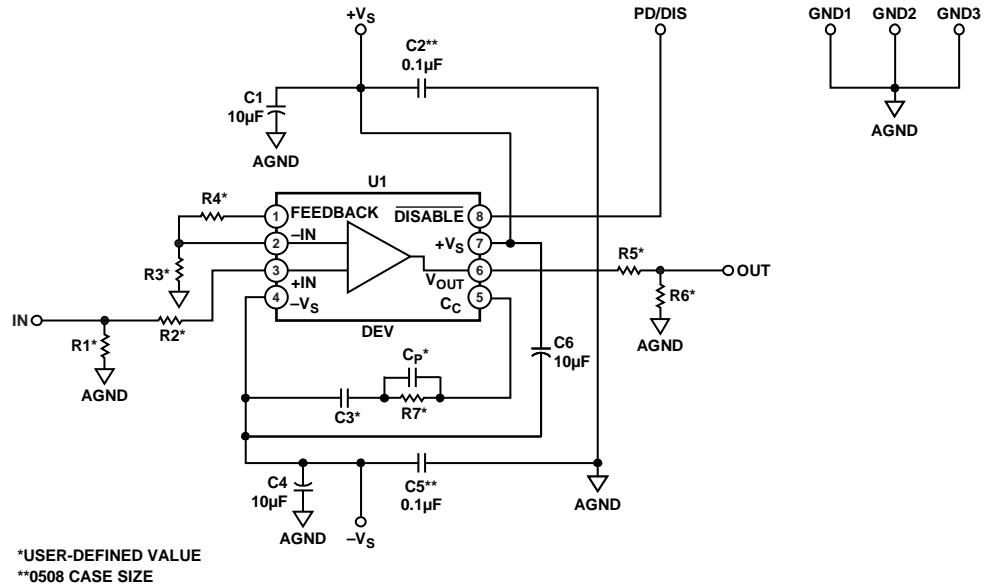 +VS
PD/DIS
GND1 GND2 GND3
C2**
0.1µF
C1
10µF
AGND
AGND
U1
R4*
1 FEEDBACK
DISABLE 8
2 –IN
+VS 7
R3*
3 +IN
VOUT 6
R5*
OUT
4 –VS
CC 5
R6*
IN
R2*
DEV
R1*
AGND
AGND
CP*
C6
10µF
C3*
R7*
C4
10µF
C5**
0.1µF
AGND
AGND
–VS
*USER-DEFINED VALUE
**0508 CASE SIZE